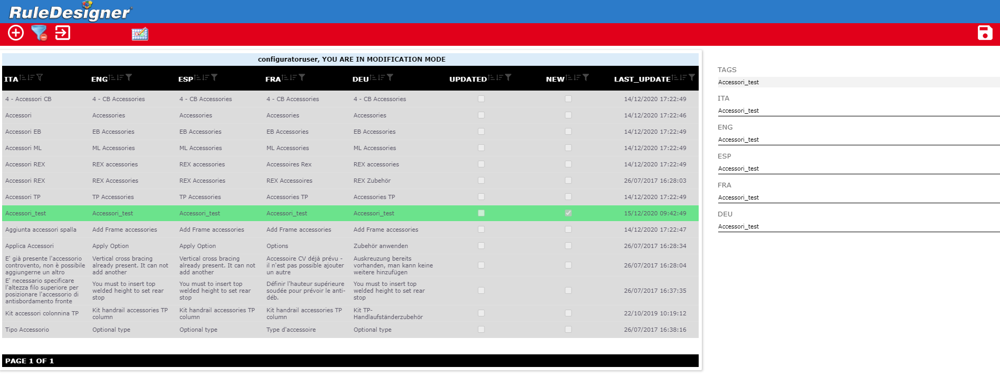 RuleDesigner
configuratoruser, YOU ARE IN MODIFICATION MODE
ITA ENG ESP FRA DEU UPDATED NEW LAST_UPDATE
4 - Accessori CB 4 - CB Accessories 4 - CB Accessories 4 - CB Accessories 4 - CB Accessories 14/12/2020 17:22:49
Accessori Accessories Accessories Accessories Accessories 14/12/2020 17:22:46
Accessori EB EB Accessories EB Accessories EB Accessories EB Accessories 14/12/2020 17:22:49
Accessori ML ML Accessories ML Accessories ML Accessories ML Accessories 14/12/2020 17:22:49
Accessori REX REX accessories REX accessories Accessoires Rex REX accessories 14/12/2020 17:22:49
Accessori REX REX Accessories REX Accessories REX Accessoires REX Zubehör 26/07/2017 16:28:03
Accessori TP TP Accessories TP Accessories Accessories TP Accessories TP 14/12/2020 17:22:49
Accessori_test Accessori_test Accessori_test Accessori_test Accessori_test 15/12/2020 09:42:49
Aggiunta accessori spalla Add Frame accessories Add Frame accessories Add Frame accessories Add Frame accessories 14/12/2020 17:22:47
Applica Accessori Apply Option Apply Option Options Zubehör anwenden 26/07/2017 16:28:34
E' già presente l'accessorio Vertical cross bracing Vertical cross bracing Accessoire CV déjà prévu - Auskreuzung bereits
controvento, non è possibile already present. It can not already present. It can not il n'est pas possible ajouter vorhanden, man kann keine 26/07/2017 16:28:04
aggiungerne un altro add another add another un autre weitere hinzufügen
E' necessario specificare
l'altezza filo superiore per You must to insert top You must to insert top Définir l'hauteur supérieure You must to insert top
posizionare l'accessorio di welded height to set rear welded height to set rear soudée pour prévoir le anti- welded height to set rear 26/07/2017 16:37:35
antisbordamento fronte stop stop déb. stop
Kit accessori colonnina TP Kit handrail accessories TP Kit handrail accessories TP Kit handrail accessories TP Kit TP- 22/10/2019 10:19:12
column column column Handlaufständerzubehör
Tipo Accessorio Optional type Optional type Type d'accessoire Optional type 26/07/2017 16:38:16
PAGE 1 OF 1
TAGS
Accessori_test
ITA
Accessori_test
ENG
Accessori_test
ESP
Accessori_test
FRA
Accessori_test
DEU
Accessori_test